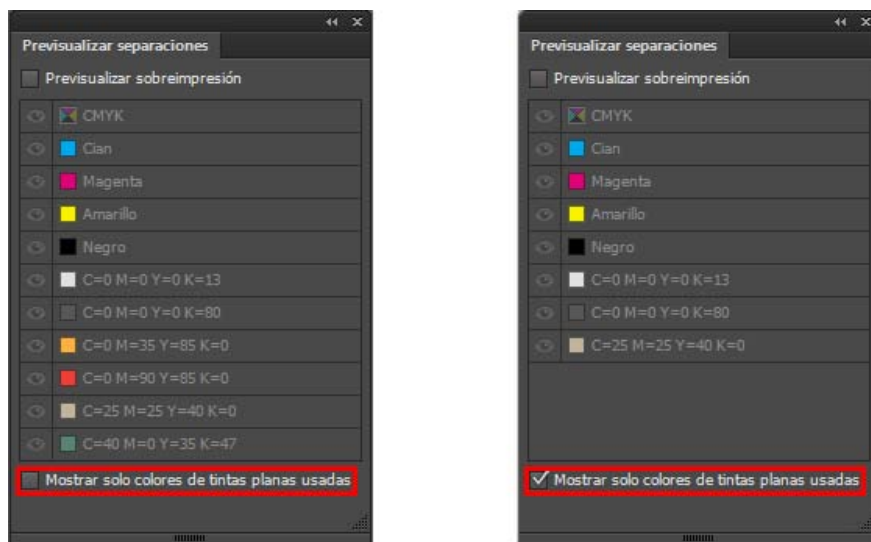 Previsualizar separaciones
Previsualizar sobreimpresión
CMYK
Cian
Magenta
Amarillo
Negro
C=0 M=0 Y=0 K=13
C=0 M=0 Y=0 K=80
C=0 M=35 Y=85 K=0
C=0 M=90 Y=85 K=0
C=25 M=25 Y=40 K=0
C=40 M=0 Y=35 K=47
Mostrar solo colores de tintas planas usadas
Previsualizar separaciones
Previsualizar sobreimpresión
CMYK
Cian
Magenta
Amarillo
Negro
C=0 M=0 Y=0 K=13
C=0 M=0 Y=0 K=80
C=25 M=25 Y=40 K=0
Mostrar solo colores de tintas planas usadas